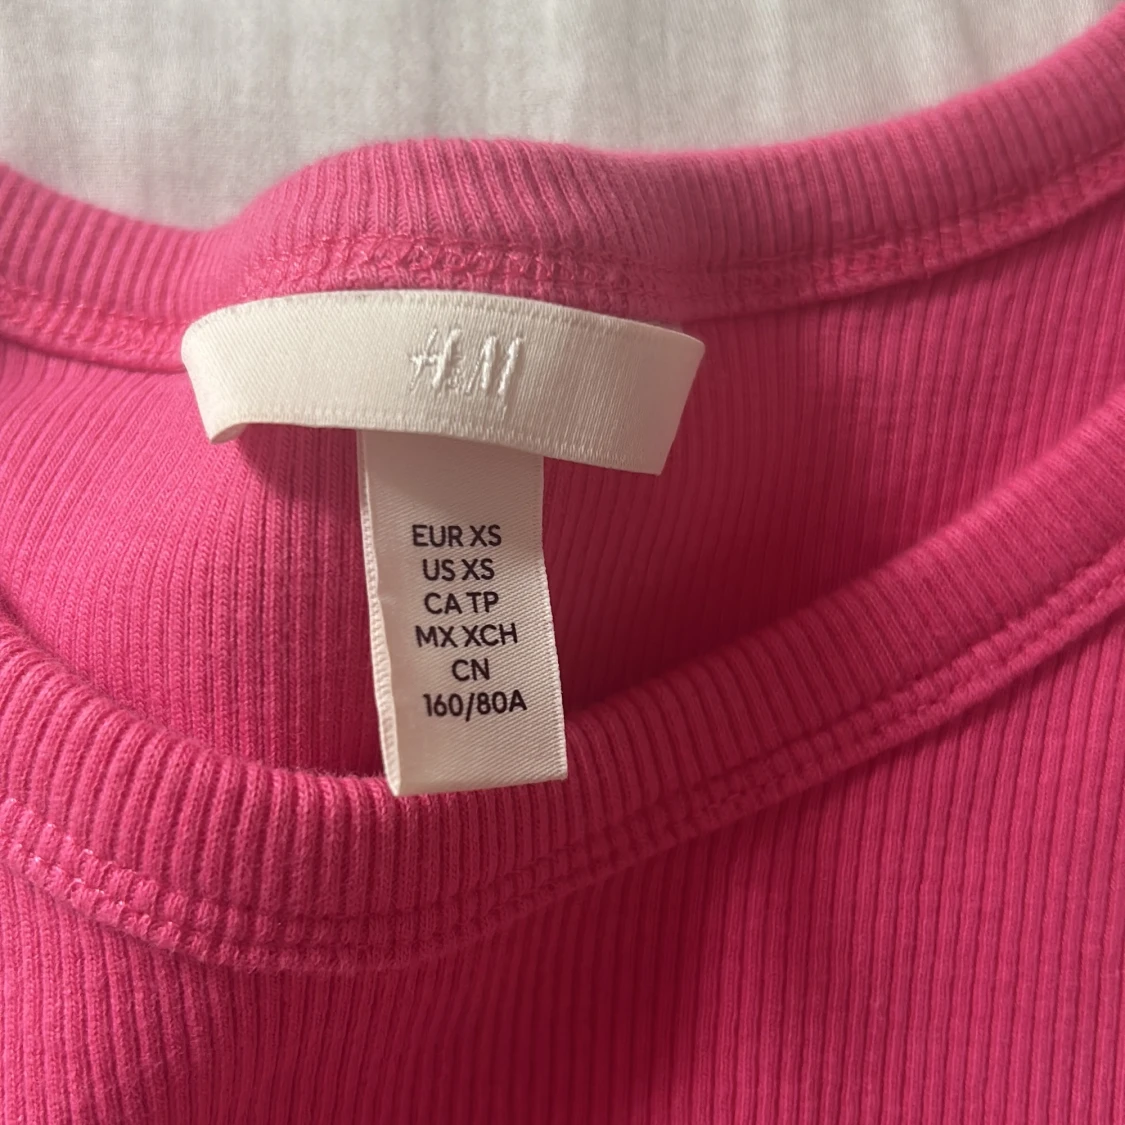 H&M
EUR XS
US XS
CA TP
MX XCH
CN
160/80A